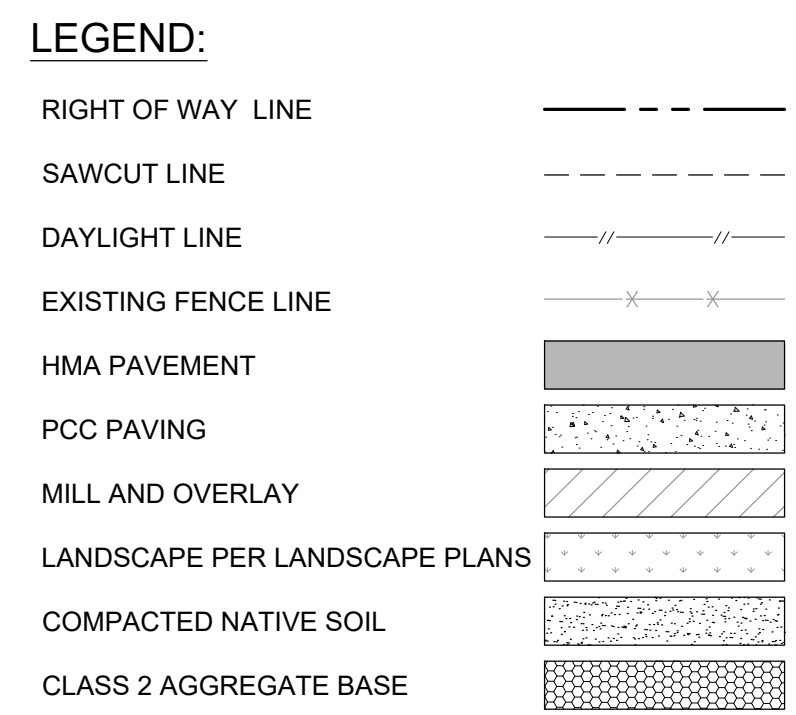 LEGEND:
RIGHT OF WAY LINE
SAWCUT LINE
DAYLIGHT LINE
EXISTING FENCE LINE
HMA PAVEMENT
PCC PAVING
MILL AND OVERLAY
LANDSCAPE PER LANDSCAPE PLANS
COMPACTED NATIVE SOIL
CLASS 2 AGGREGATE BASE